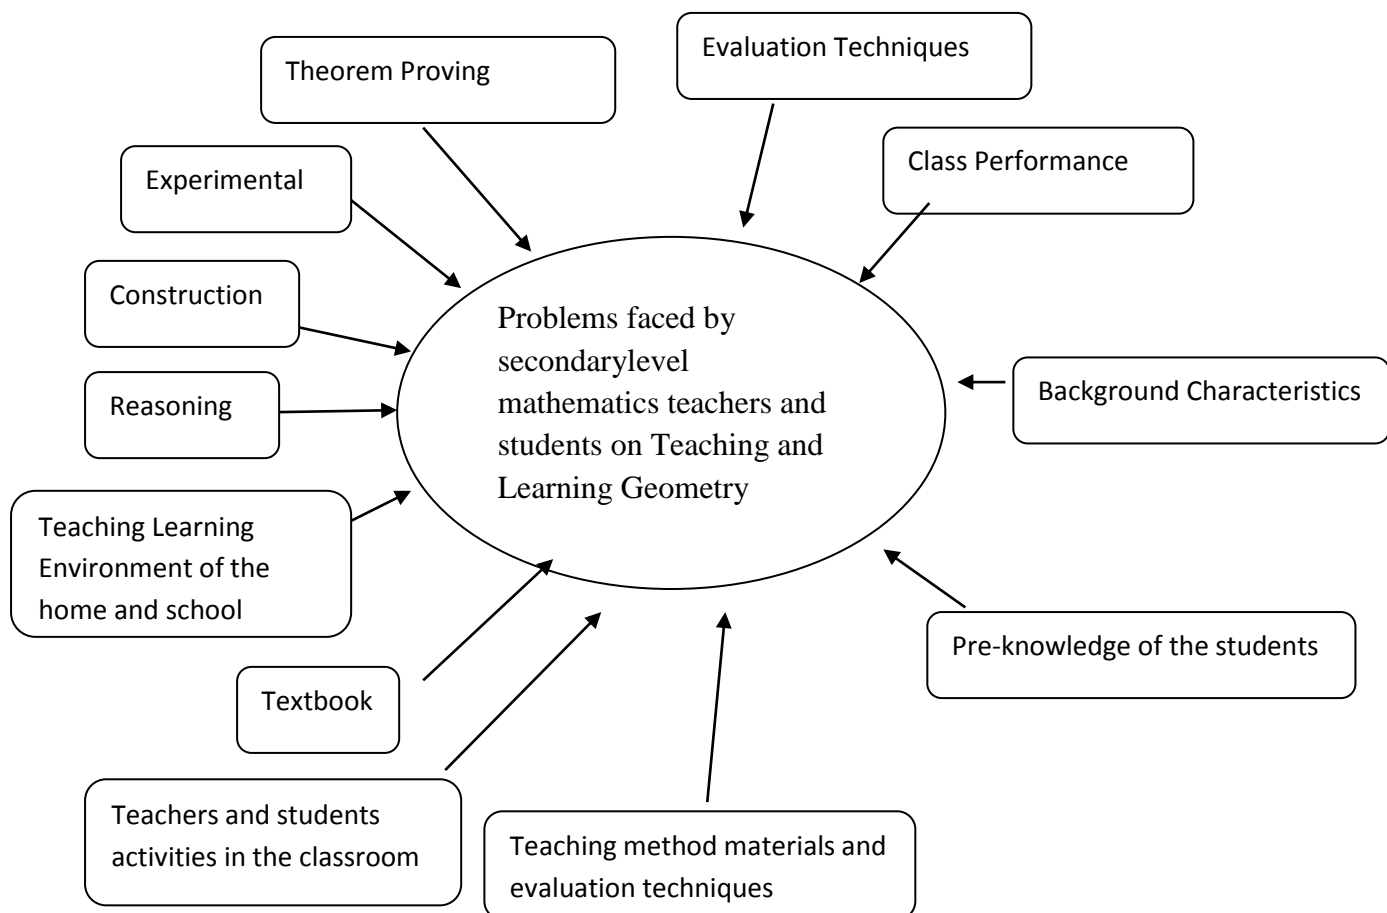 Evaluation Techniques
Theorem Proving
Class Performance
Experimental
Construction
Problems faced by
secondarylevel
mathematics teachers and
students on Teaching and
Learning Geometry
Reasoning
Background Characteristics
Teaching Learning
Environment of the
home and school
Pre-knowledge of the students
Textbook
Teachers and students
activities in the classroom
Teaching method materials and
evaluation techniques